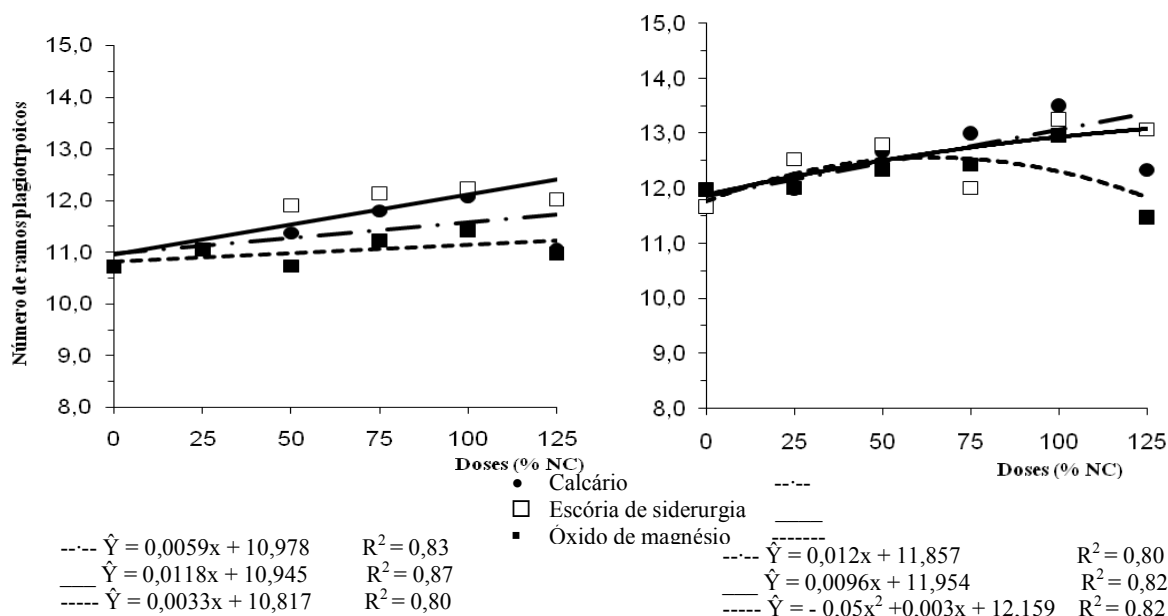 Número de ramos plagiotrpoicos
15,0
14,0
13,0
12,0
11,0
10,0
9,0
8,0
0 25 50 75 100 125
Doses (% NC)
15,0
14,0
13,0
12,0
11,0
10,0
9,0
8,0
0 25 50 75 100 125
Doses (% NC)
● Calcário --·--
□ Escória de siderurgia ____
■ Óxido de magnésio -------
--·-- Ŷ = 0,0059x + 10,978 R² = 0,83
___ Ŷ = 0,0118x + 10,945 R² = 0,87
----- Ŷ = 0,0033x + 10,817 R² = 0,80
--·-- Ŷ = 0,012x + 11,857 R² = 0,80
___ Ŷ = 0,0096x + 11,954 R² = 0,82
----- Ŷ = - 0,05x² +0,003x + 12,159 R² = 0,82